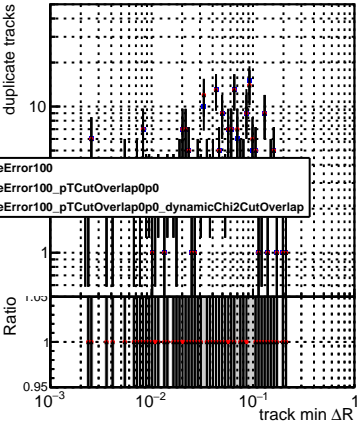 duplicate tracks
10
eError100
eError100_pTCutOverlap0p0
eError100_pTCutOverlap0p0_dynamicChi2CutOverlap
1
Ratio
1.05
1
0.95
10−3 10−2 10−1 1
track min ΔR